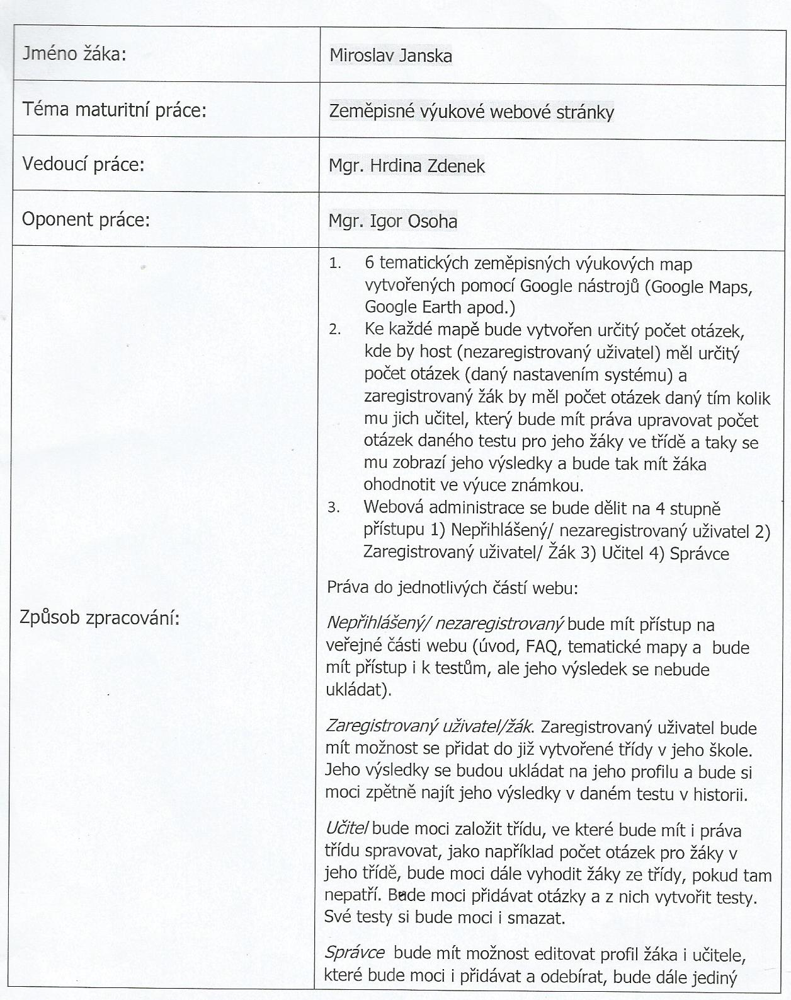 Jméno žáka:
Miroslav Janska
Téma maturitní práce:
Zeměpisné výukové webové stránky
Vedoucí práce:
Mgr. Hrdina Zdenek
Oponent práce:
Mgr. Igor Osoha
Způsob zpracování:
1. 6 tematických zeměpisných výukových map
vytvořených pomocí Google nástrojů (Google Maps,
Google Earth apod.)
2. Ke každé mapě bude vytvořen určitý počet otázek,
kde by host (nezaregistrovaný uživatel) měl určitý
počet otázek (daný nastavením systému) a
zaregistrovaný žák by měl počet otázek daný tím kolik
mu jich učitel, který bude mít práva upravovat počet
otázek daného testu pro jeho žáky ve třídě a taky se
mu zobrazí jeho výsledky a bude tak mít žáka
ohodnotit ve výuce známkou.
3. Webová administrace se bude dělit na 4 stupně
přístupu 1) Nepřihlášený/ nezaregistrovaný uživatel 2)
Zaregistrovaný uživatel/ Žák 3) Učitel 4) Správce
Práva do jednotlivých částí webu:
Nepřihlášený/ nezaregistrovaný bude mít přístup na
veřejné části webu (úvod, FAQ, tematické mapy a bude
mít přístup i k testům, ale jeho výsledek se nebude
ukládat).
Zaregistrovaný uživatel/žák. Zaregistrovaný uživatel bude
mít možnost se přidat do již vytvořené třídy v jeho škole.
Jeho výsledky se budou ukládat na jeho profilu a bude si
moci zpětně najít jeho výsledky v daném testu v historii.
Učitel bude moci založit třídu, ve které bude mít i práva
třídu spravovat, jako například počet otázek pro žáky v
jeho třídě, bude moci dále vyhodit žáky ze třídy, pokud tam
nepatří. Bude moci přidávat otázky a z nich vytvořit testy.
Své testy si bude moci i smazat.
Správce bude mít možnost editovat profil žáka i učitele,
které bude moci i přidávat a odebírat, bude dále jediný